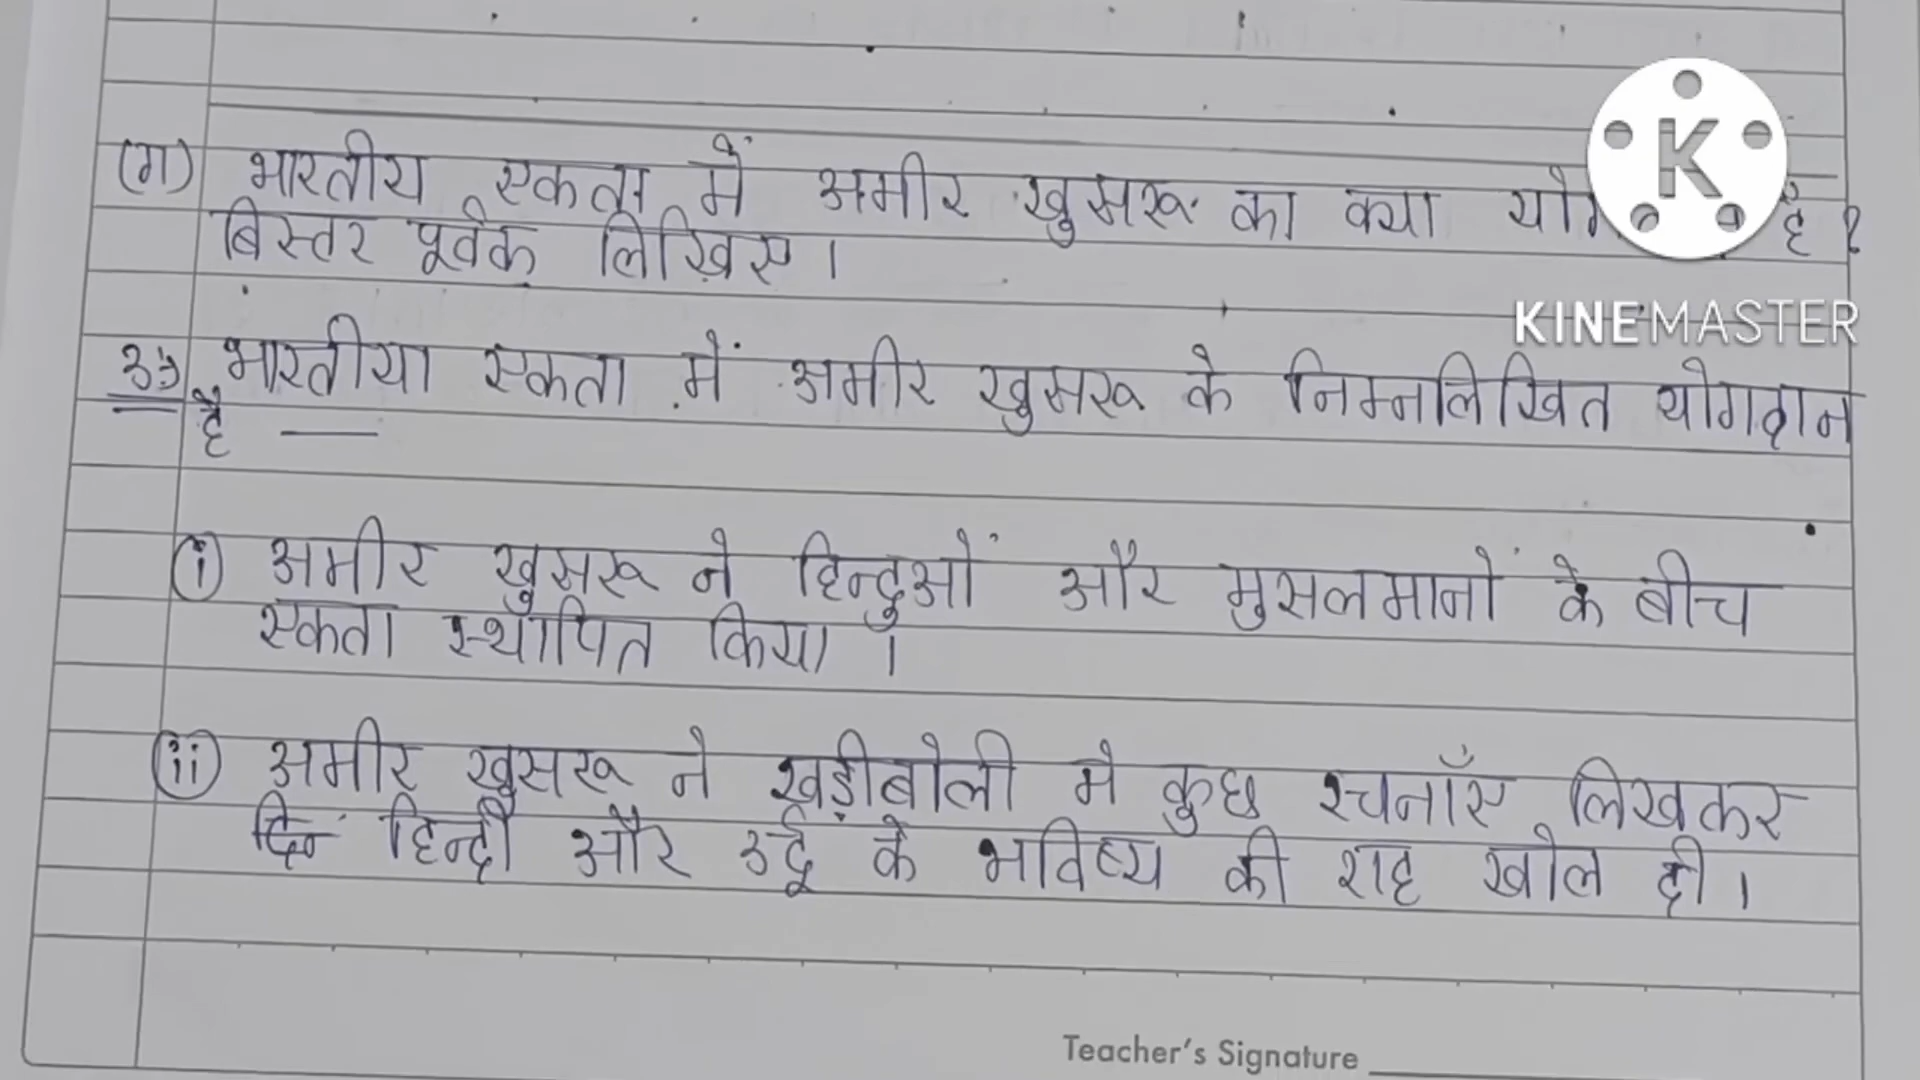 (ग) भारतीय एकता में अमीर खुसरू का क्या है ?
बिस्तर पूर्वक लिखिए ।
KINEMASTER
उ:- भारतीया एकता में अमीर खुसरू के निम्नलिखित योगदान
है —
(i) अमीर खुसरू ने हिन्दुओं और मुसलमानों के बीच
एकता स्थापित किया ।
(ii) अमीर खुसरू ने खड़ीबोली मे कुछ रचनाँए लिखकर
हिन्दी और उर्दू के भविष्य की राह खोल दी ।
Teacher's Signature